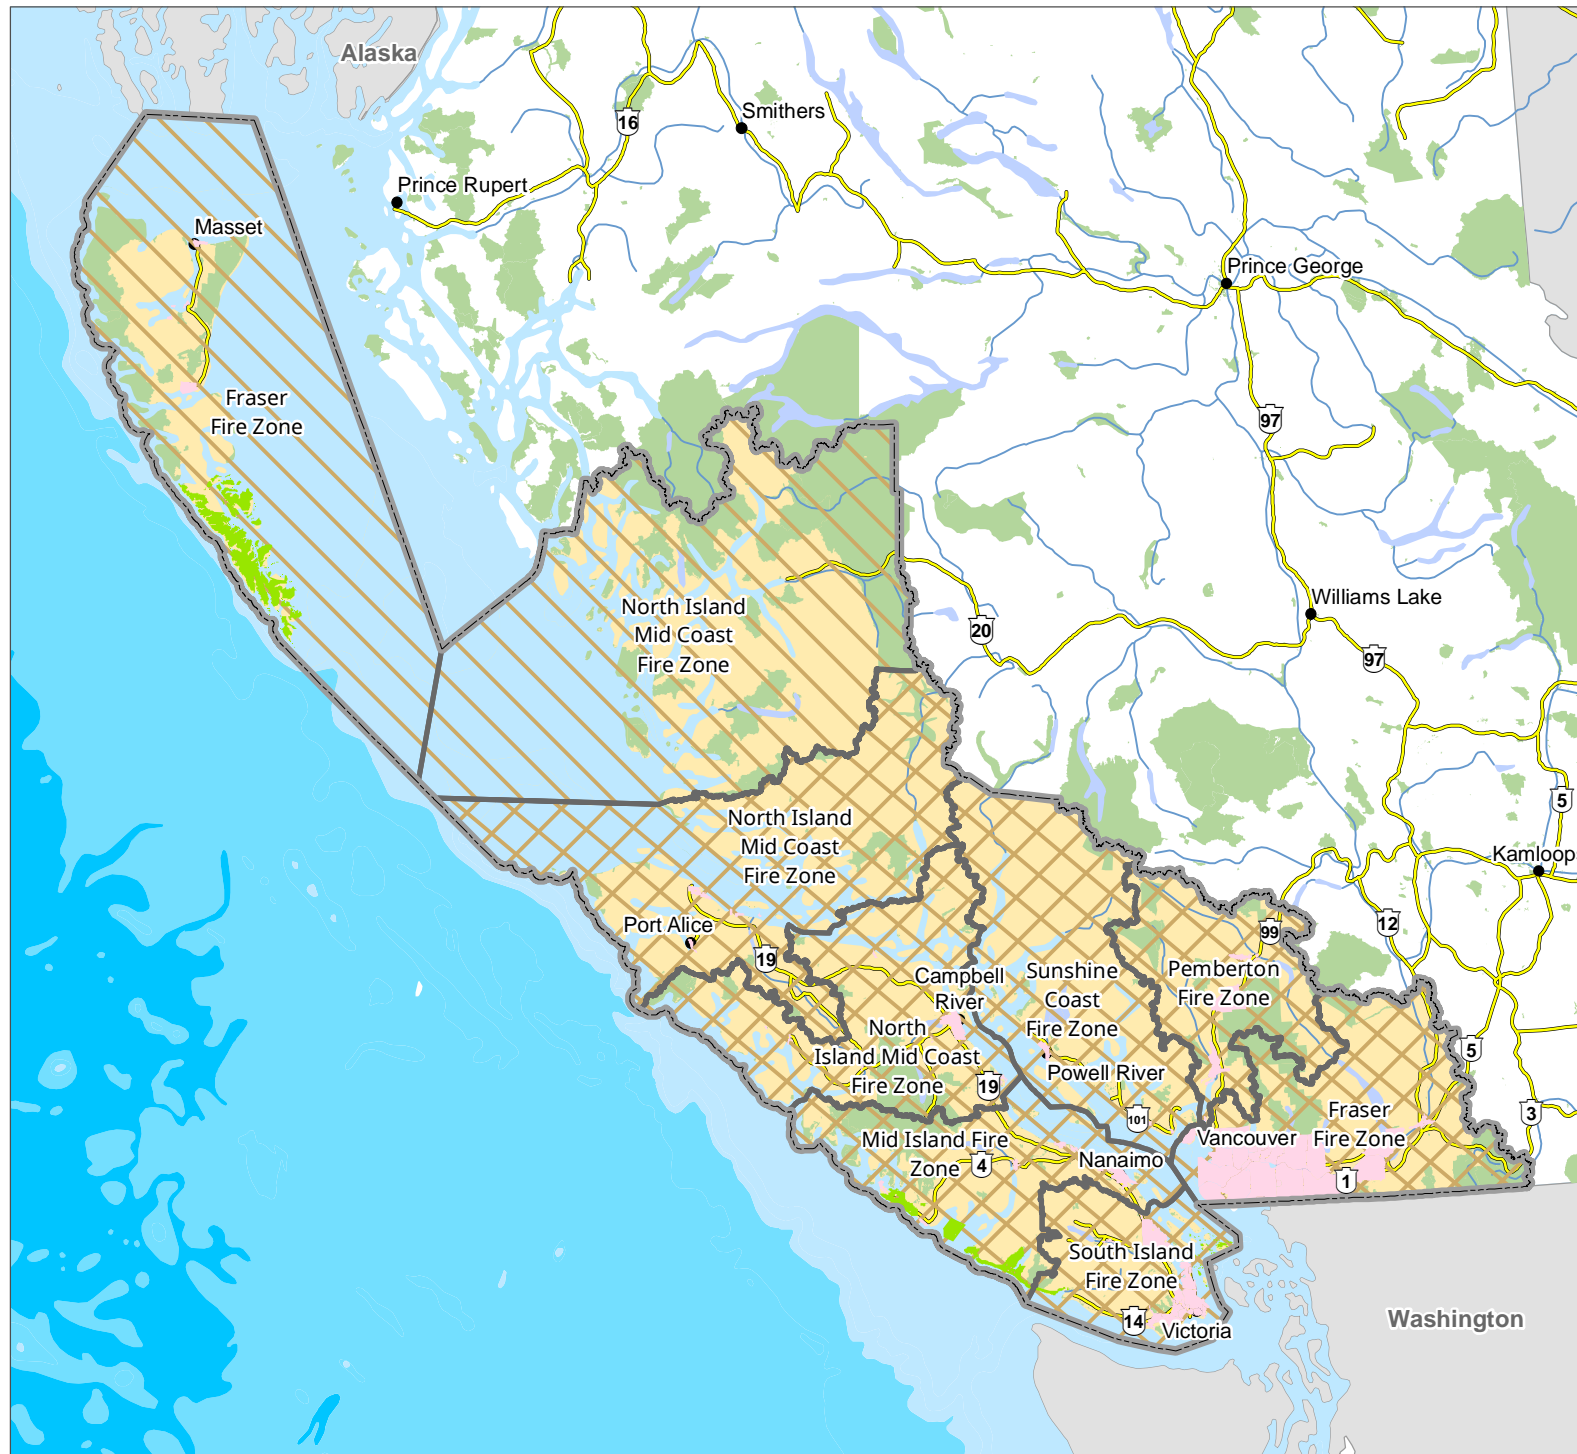 Alaska
Smithers
16
Prince Rupert
Masset
Prince George
Fraser
Fire Zone
97
North Island
Mid Coast
Fire Zone
20
Williams Lake
97
5
North Island
Mid Coast
Fire Zone
Kamloop
Port Alice
19
12
99
Campbell
River
Sunshine
Coast
Fire Zone
Pemberton
Fire Zone
North
Island Mid Coast
Fire Zone
19
Powell River
5
101
3
Mid Island Fire
Zone
4
Nanaimo
Vancouver
Fraser
Fire Zone
1
South Island
Fire Zone
14
Victoria
Washington